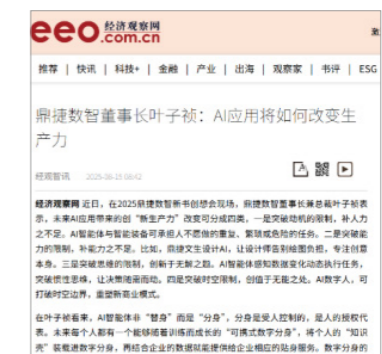 eeo 经济观察网
.com.cn
推荐 | 快讯 | 科技+ | 金融 | 产业 | 出海 | 观察家 | 书评 | ESG
鼎捷数智董事长叶子祯：AI应用将如何改变生
产力
经观智讯 2025-08-25 08:42
经济观察网 近日，在2025鼎捷数智新书创想会现场，鼎捷数智董事长兼总裁叶子祯表
示，未来AI应用带来的创“新生产力”改变可分成四类，一是突破动机的限制，补人力
之不足。AI智能体与智能装备可承担人不愿做的重复、繁琐或危险的任务。二是突破能
力的限制，补能力之不足。比如，鼎捷文生设计AI，让设计师告别绘图负担，专注创意
本身。三是突破思维的限制，创新于无解之题。AI智能体感知数据变化动态执行任务，
突破惯性思维，让决策随需而动。四是突破时空限制，创值于无能之处。AI数字人，可
打破时空边界，重塑新商业模式。
在叶子祯看来，AI智能体非“替身”而是“分身”，分身是受人控制的，是人的授权代
表。未来每个人都有一个能够随着训练而成长的“可携式数字分身”，将个人的“知识
壳”装载进数字分身，再结合企业的数据就能提供给企业相应的贴身服务。数字分身的